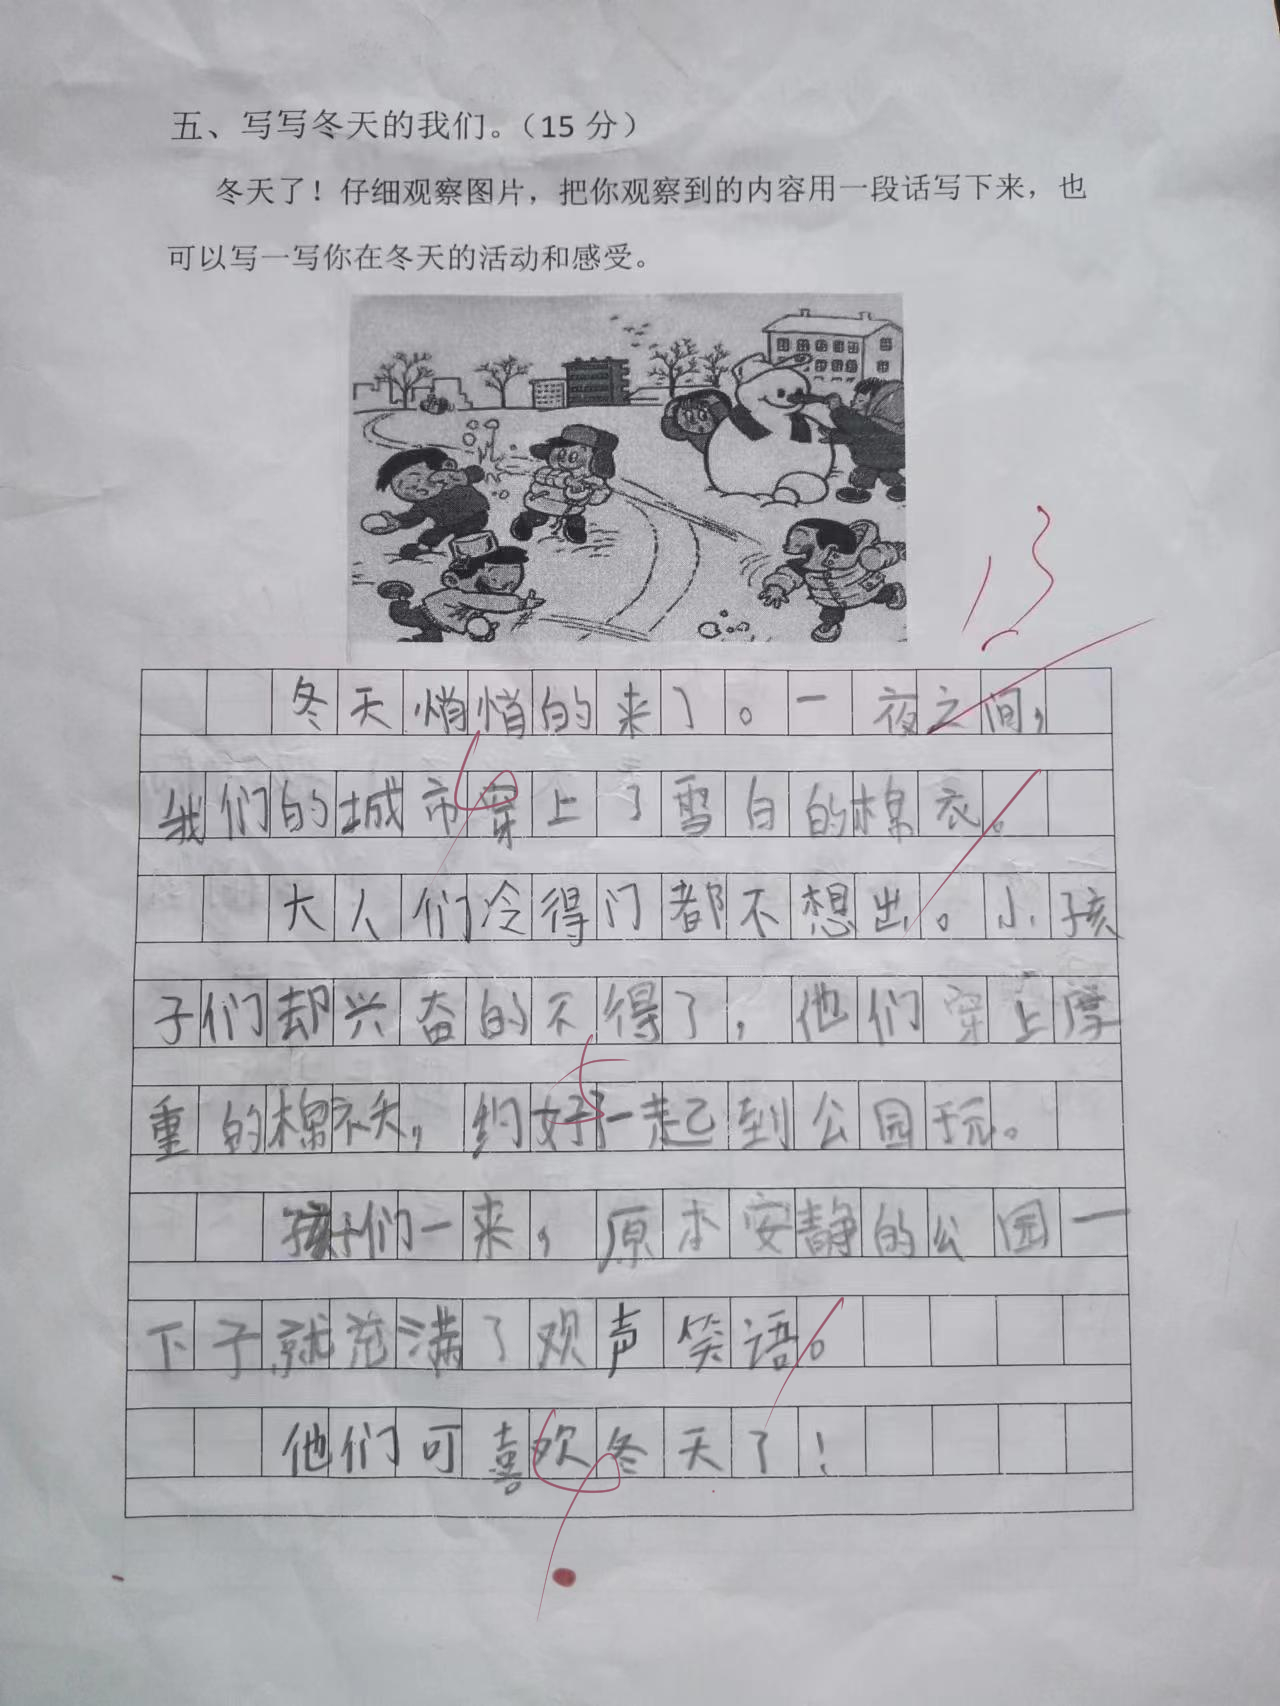 五、写写冬天的我们。（15 分）
冬天了！仔细观察图片，把你观察到的内容用一段话写下来，也
可以写一写你在冬天的活动和感受。
13
冬天悄悄的来了。一夜之间，
我们的城市穿上了雪白的棉衣。
大人们冷得门都不想出。小孩
子们却兴奋的不得了，他们穿上厚
重的棉袄，约好一起到公园玩。
孩子们一来，原本安静的公园一
下子就充满了欢声笑语。
他们可喜欢冬天了！